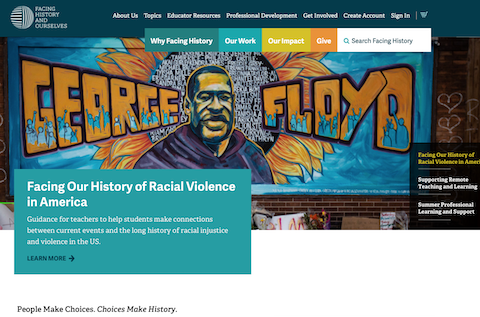 FACING
HISTORY
AND
OURSELVES
About Us Topics Educator Resources Professional Development Get Involved Create Account Sign In
Why Facing History Our Work Our Impact Give Search Facing History
GEORGE FLOYD
Facing Our History of
Racial Violence in America
Supporting Remote
Teaching and Learning
Summer Professional
Learning and Support
Facing Our History of Racial Violence
in America
Guidance for teachers to help students make connections
between current events and the long history of racial injustice
and violence in the US.
LEARN MORE
People Make Choices. Choices Make History.